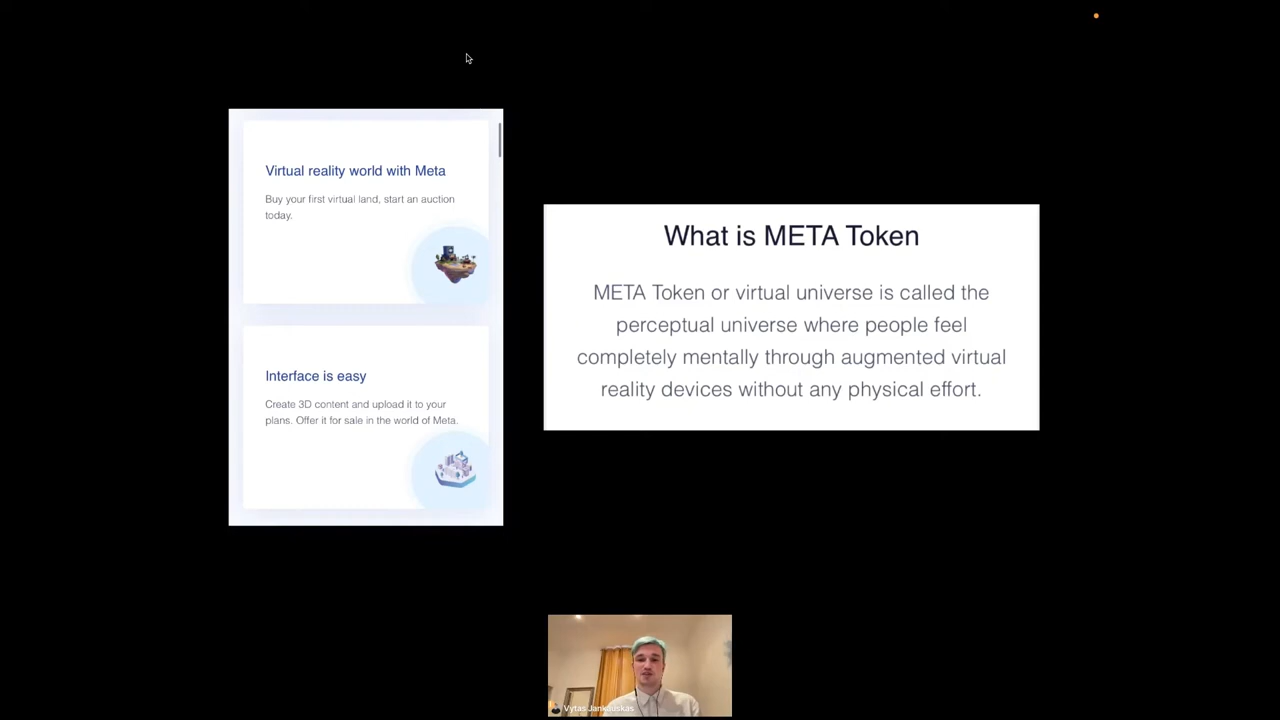 Virtual reality world with Meta
Buy your first virtual land, start an auction
today.
Interface is easy
Create 3D content and upload it to your
plans. Offer it for sale in the world of Meta.
What is META Token
META Token or virtual universe is called the
perceptual universe where people feel
completely mentally through augmented virtual
reality devices without any physical effort.
Vytas Jankauskas